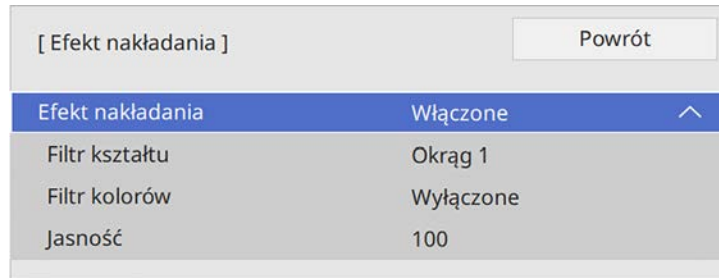 [ Efekt nakładania ] Powrót
Efekt nakładania Włączone
Filtr kształtu Okrąg 1
Filtr kolorów Wyłączone
Jasność 100